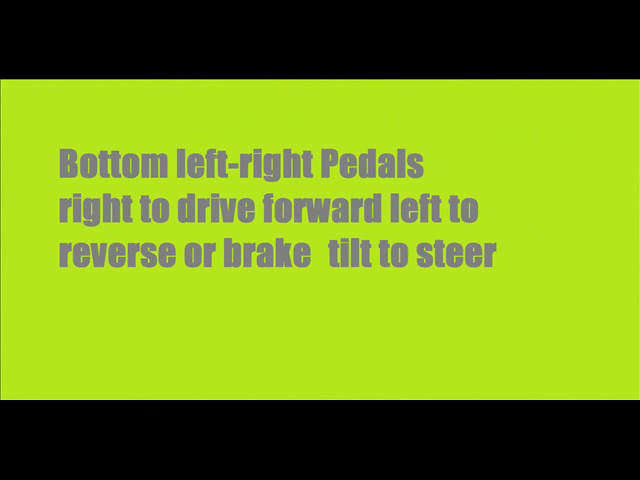 Bottom left-right Pedals
right to drive forward left to
reverse or brake  tilt to steer